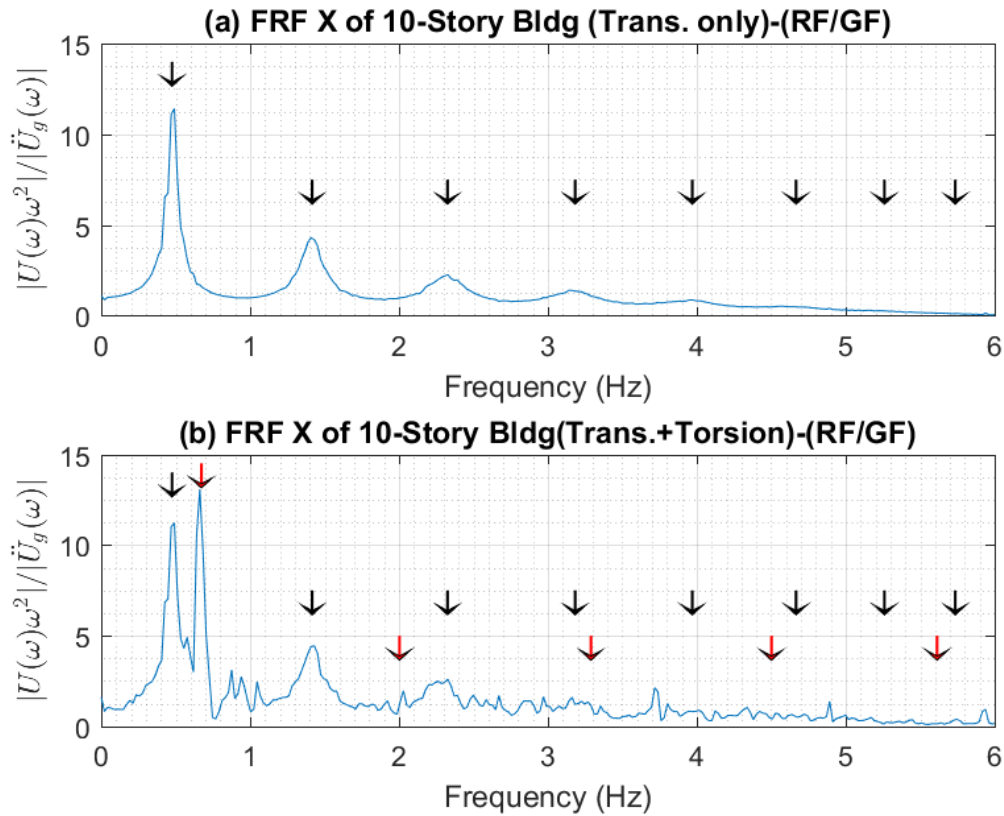 (a) FRF X of 10-Story Bldg (Trans. only)-(RF/GF)
|U(ω)ω²|/|Ü_g(ω)|
15
10
5
0
0 1 2 3 4 5 6
Frequency (Hz)
(b) FRF X of 10-Story Bldg(Trans.+Torsion)-(RF/GF)
|U(ω)ω²|/|Ü_g(ω)|
15
10
5
0
0 1 2 3 4 5 6
Frequency (Hz)